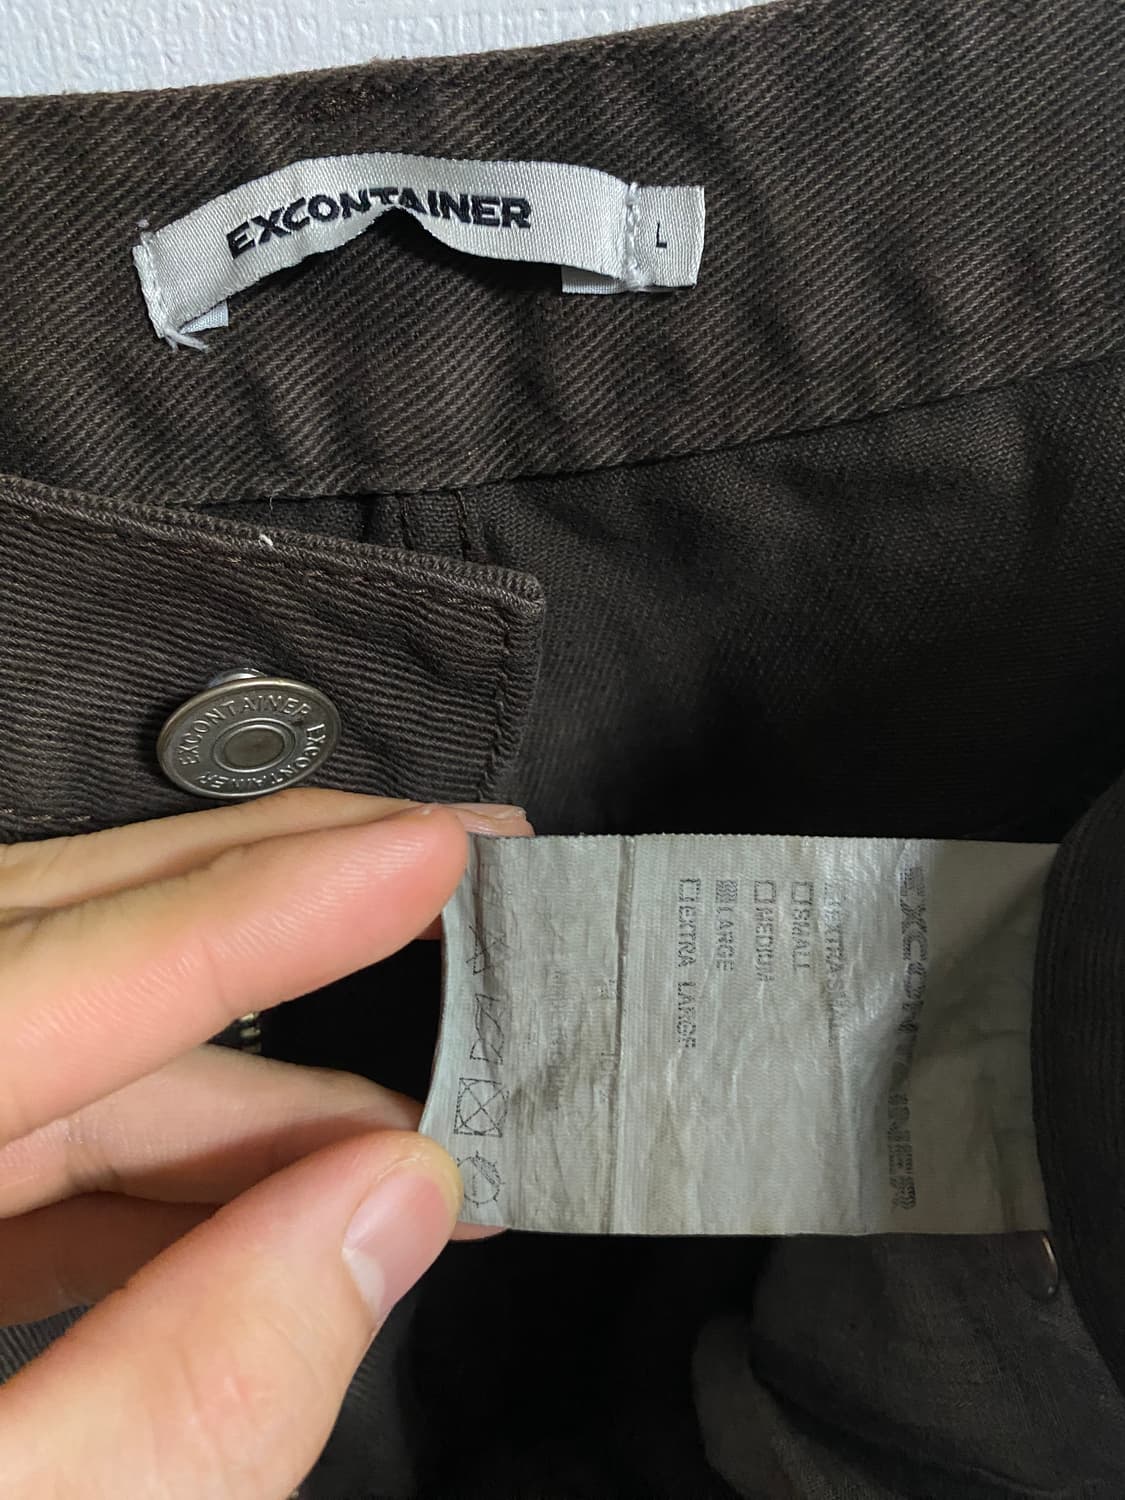 EXCONTAINER
L
EXCONTAINER EXCONTAINER
EXCONTAINER
□EXTRA SMALL
□SMALL
□MEDIUM
▩LARGE
□EXTRA LARGE